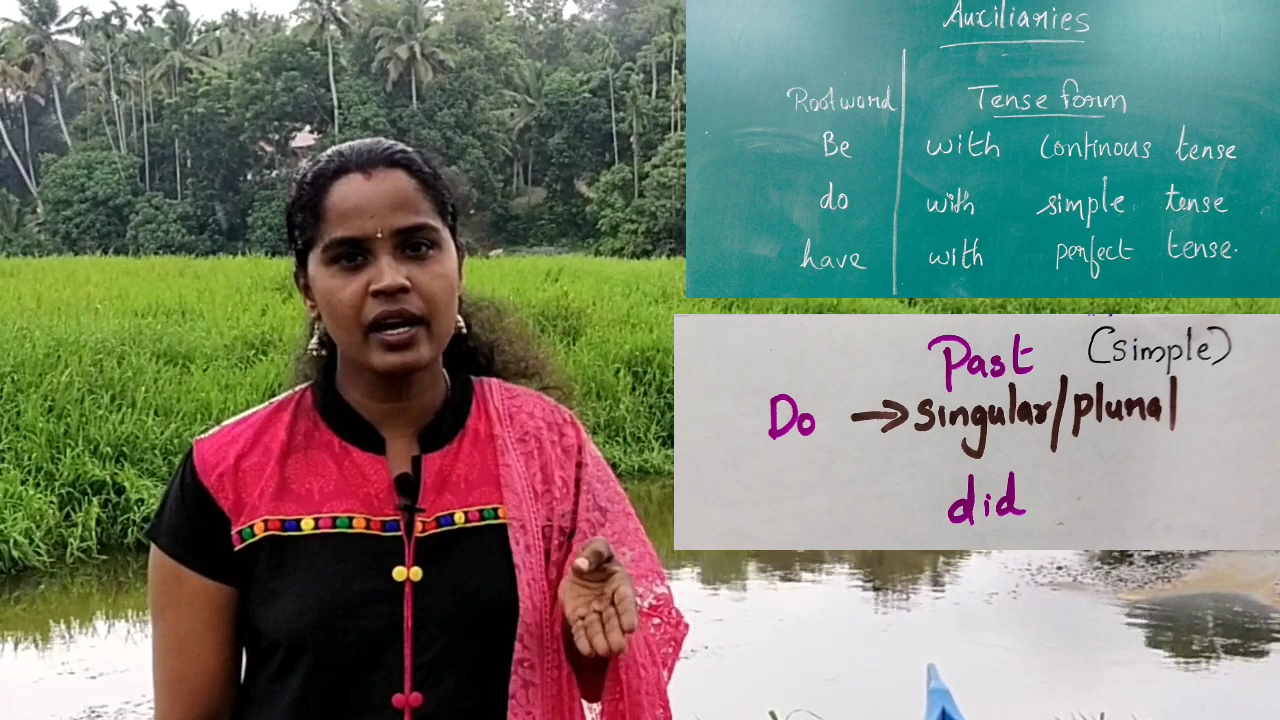 Auxiliaries
Rootword Tense form
Be with continous tense
do with simple tense
have with perfect tense.
Past (simple)
Do → singular/plural
did